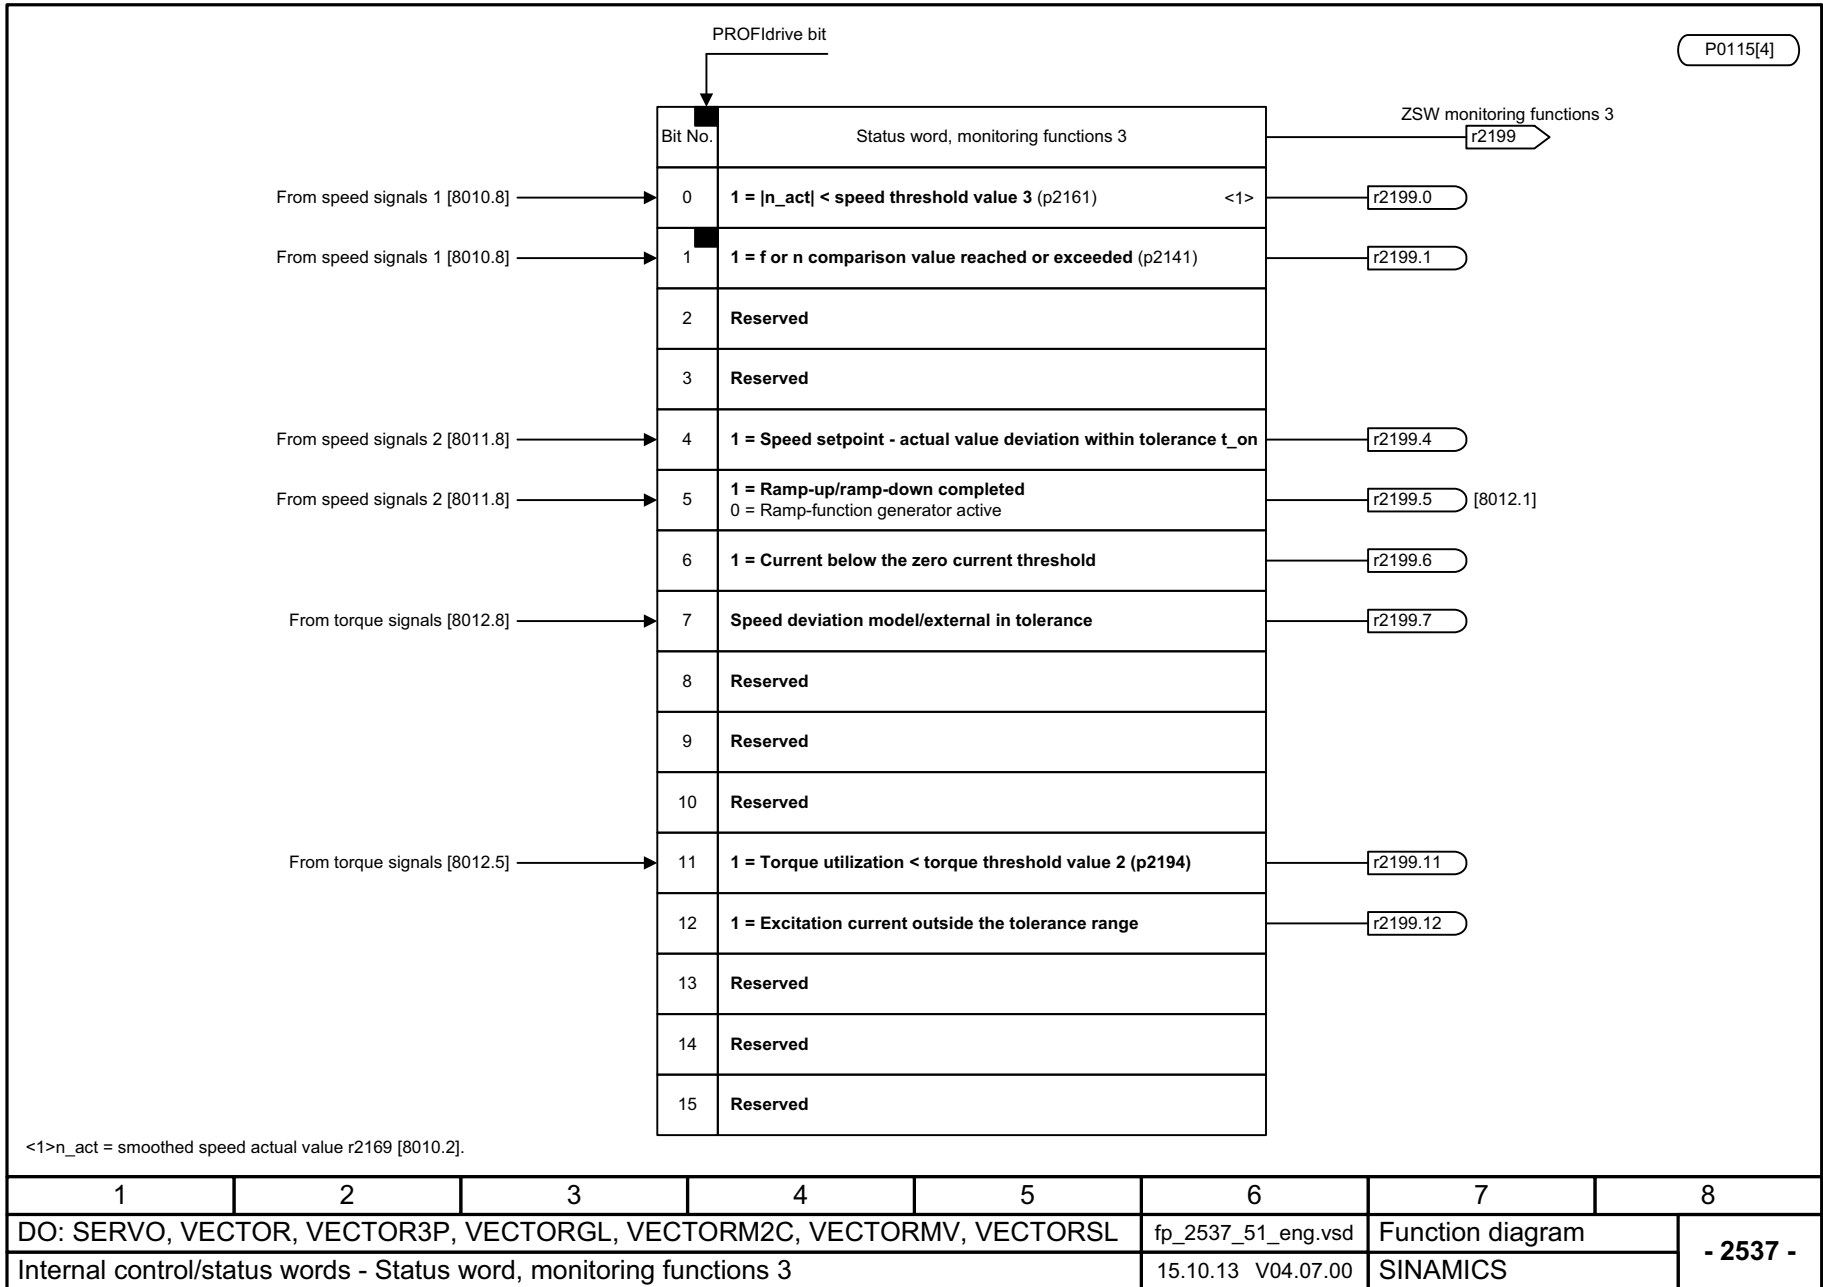 PROFIdrive bit
P0115[4]
ZSW monitoring functions 3
Bit No.
Status word, monitoring functions 3
r2199
From speed signals 1 [8010.8]
0
1 = |n_act| < speed threshold value 3 (p2161)
<1>
r2199.0
From speed signals 1 [8010.8]
1
1 = f or n comparison value reached or exceeded (p2141)
r2199.1
2
Reserved
3
Reserved
From speed signals 2 [8011.8]
4
1 = Speed setpoint - actual value deviation within tolerance t_on
r2199.4
From speed signals 2 [8011.8]
5
1 = Ramp-up/ramp-down completed
0 = Ramp-function generator active
r2199.5
[8012.1]
6
1 = Current below the zero current threshold
r2199.6
From torque signals [8012.8]
7
Speed deviation model/external in tolerance
r2199.7
8
Reserved
9
Reserved
10
Reserved
From torque signals [8012.5]
11
1 = Torque utilization < torque threshold value 2 (p2194)
r2199.11
12
1 = Excitation current outside the tolerance range
r2199.12
13
Reserved
14
Reserved
15
Reserved
<1>n_act = smoothed speed actual value r2169 [8010.2].
1
2
3
4
5
6
7
8
DO: SERVO, VECTOR, VECTOR3P, VECTORGL, VECTORM2C, VECTORMV, VECTORSL
fp_2537_51_eng.vsd
Function diagram
- 2537 -
Internal control/status words - Status word, monitoring functions 3
15.10.13 V04.07.00
SINAMICS